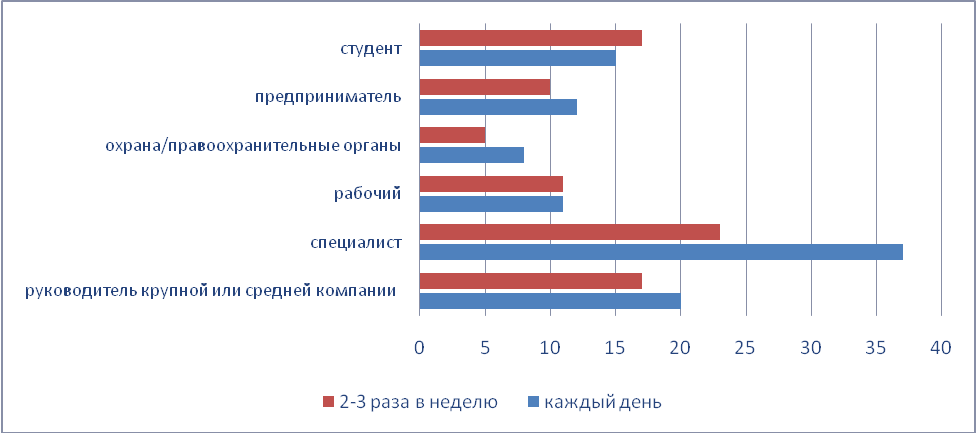 студент
предприниматель
охрана/правоохранительные органы
рабочий
специалист
руководитель крупной или средней компании
0 5 10 15 20 25 30 35 40
2-3 раза в неделю каждый день